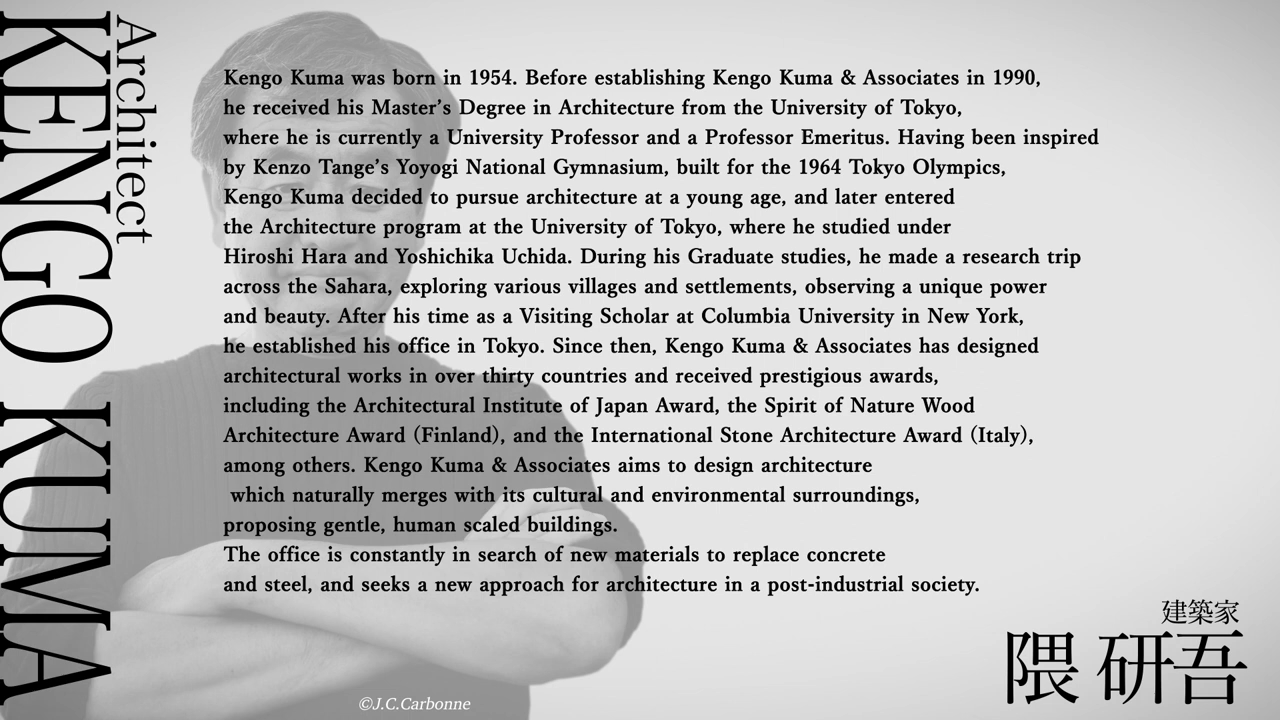 Architect
KENGO KUMA
Kengo Kuma was born in 1954. Before establishing Kengo Kuma & Associates in 1990,
he received his Master’s Degree in Architecture from the University of Tokyo,
where he is currently a University Professor and a Professor Emeritus. Having been inspired
by Kenzo Tange’s Yoyogi National Gymnasium, built for the 1964 Tokyo Olympics,
Kengo Kuma decided to pursue architecture at a young age, and later entered
the Architecture program at the University of Tokyo, where he studied under
Hiroshi Hara and Yoshichika Uchida. During his Graduate studies, he made a research trip
across the Sahara, exploring various villages and settlements, observing a unique power
and beauty. After his time as a Visiting Scholar at Columbia University in New York,
he established his office in Tokyo. Since then, Kengo Kuma & Associates has designed
architectural works in over thirty countries and received prestigious awards,
including the Architectural Institute of Japan Award, the Spirit of Nature Wood
Architecture Award (Finland), and the International Stone Architecture Award (Italy),
among others. Kengo Kuma & Associates aims to design architecture
which naturally merges with its cultural and environmental surroundings,
proposing gentle, human scaled buildings.
The office is constantly in search of new materials to replace concrete
and steel, and seeks a new approach for architecture in a post-industrial society.
建築家
隈 研吾
©J.C.Carbonne